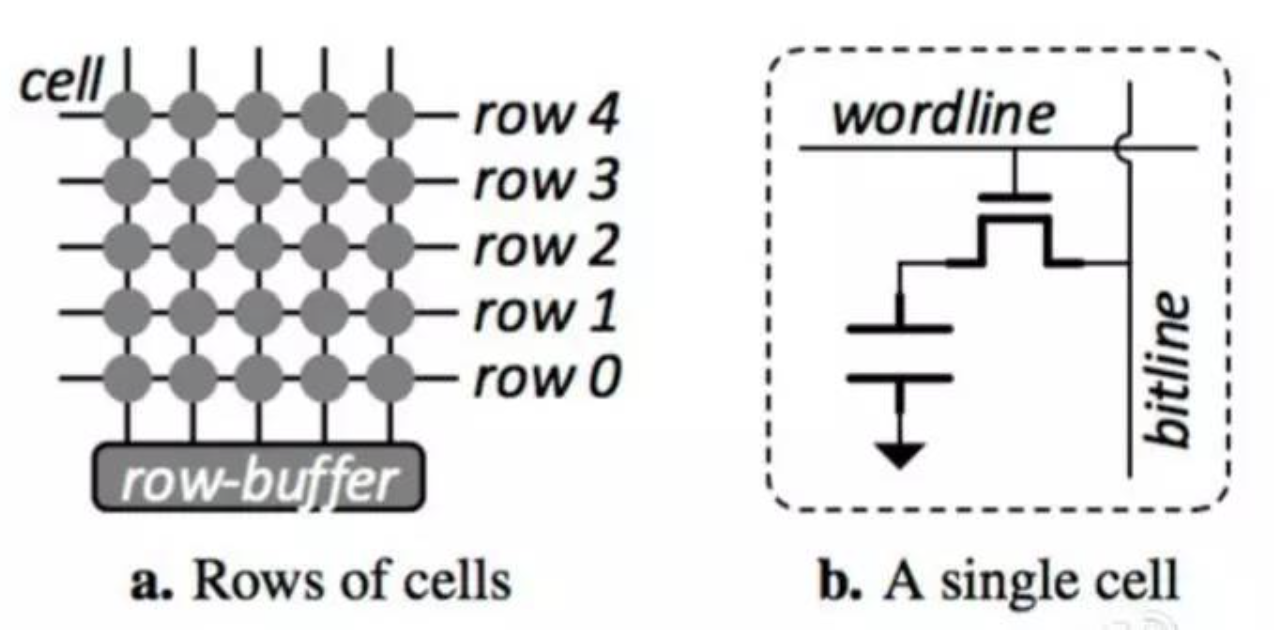 cell
row 4
row 3
row 2
row 1
row 0
row-buffer
a. Rows of cells
wordline
bitline
b. A single cell